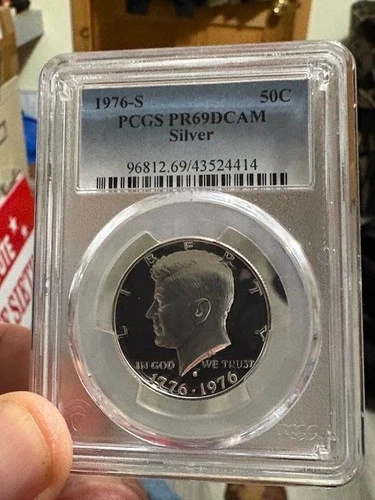 1976-S 50C
PCGS PR69DCAM
Silver
96812.69/43524414
LIBERTY
IN GOD WE TRUST
1776·1976